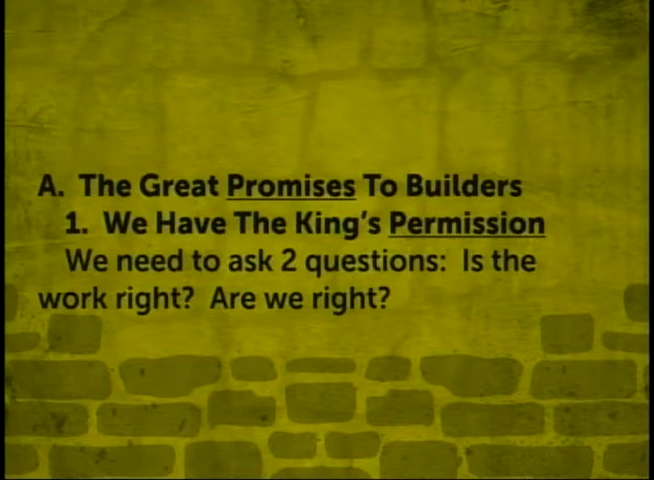 A. The Great Promises To Builders
1. We Have The King's Permission
We need to ask 2 questions: Is the
work right? Are we right?